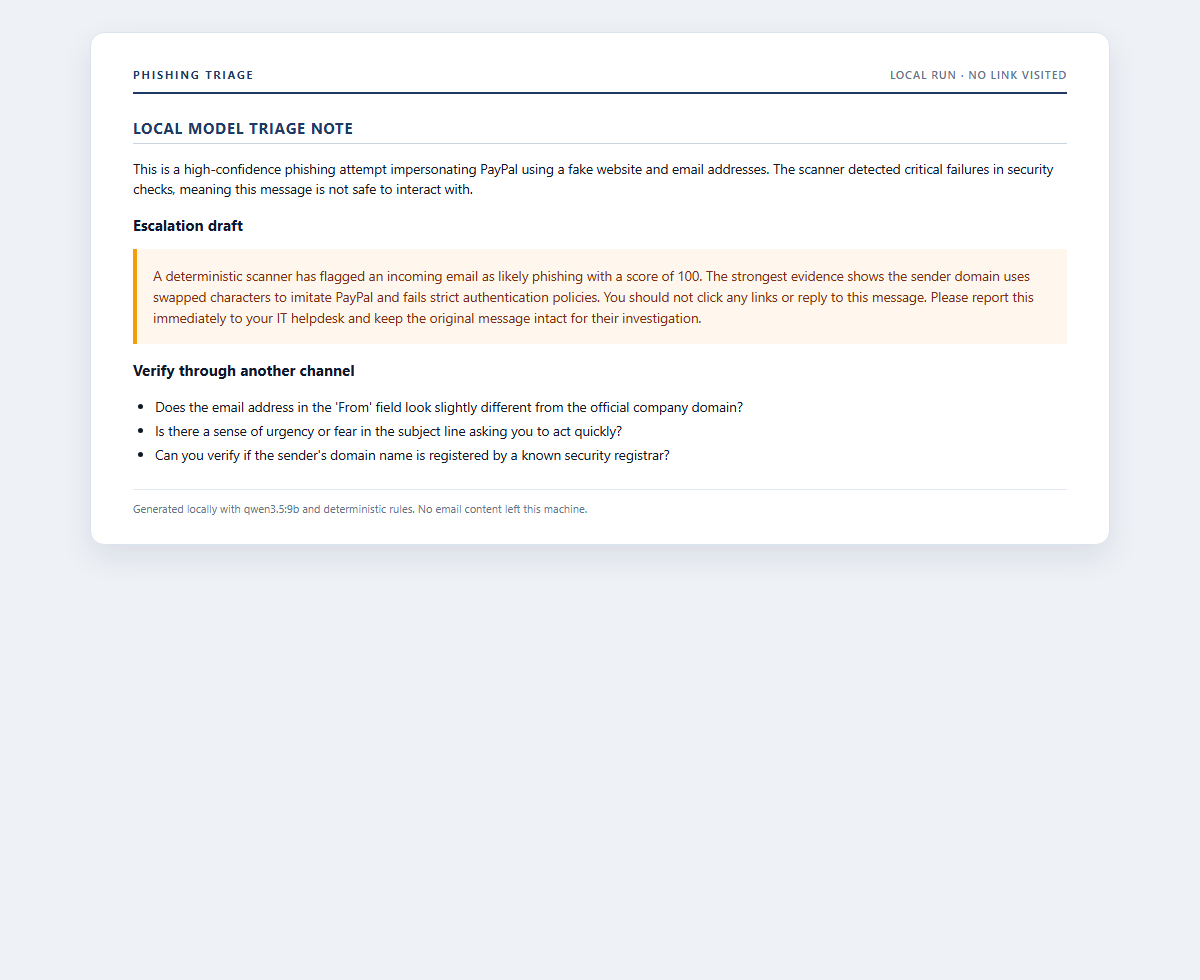 PHISHING TRIAGE
LOCAL RUN · NO LINK VISITED
LOCAL MODEL TRIAGE NOTE
This is a high-confidence phishing attempt impersonating PayPal using a fake website and email addresses. The scanner detected critical failures in security
checks, meaning this message is not safe to interact with.
Escalation draft
A deterministic scanner has flagged an incoming email as likely phishing with a score of 100. The strongest evidence shows the sender domain uses
swapped characters to imitate PayPal and fails strict authentication policies. You should not click any links or reply to this message. Please report this
immediately to your IT helpdesk and keep the original message intact for their investigation.
Verify through another channel
• Does the email address in the 'From' field look slightly different from the official company domain?
• Is there a sense of urgency or fear in the subject line asking you to act quickly?
• Can you verify if the sender's domain name is registered by a known security registrar?
Generated locally with qwen3.5:9b and deterministic rules. No email content left this machine.